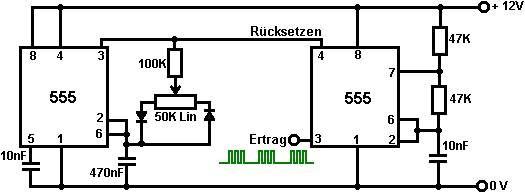 + 12V
Rücksetzen
8 4 3
4 8
47K
100K
7
555
555
50K Lin
47K
2
6
6
Ertrag
3
2
5 1
1
10nF
10nF
470nF
0 V